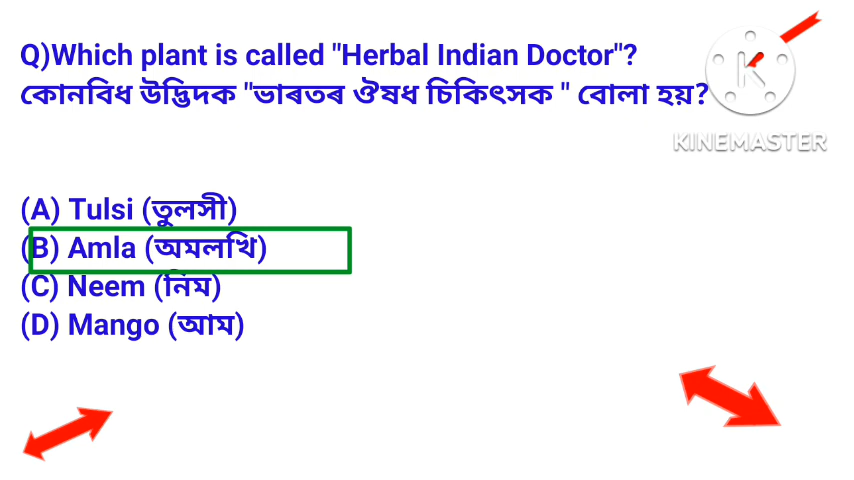 Q)Which plant is called "Herbal Indian Doctor"?
কোনবিধ উদ্ভিদক "ভাৰতৰ ঔষধ চিকিৎসক " বোলা হয়?
KINEMASTER
(A) Tulsi (তুলসী)
(B) Amla (অমলখি)
(C) Neem (নিম)
(D) Mango (আম)